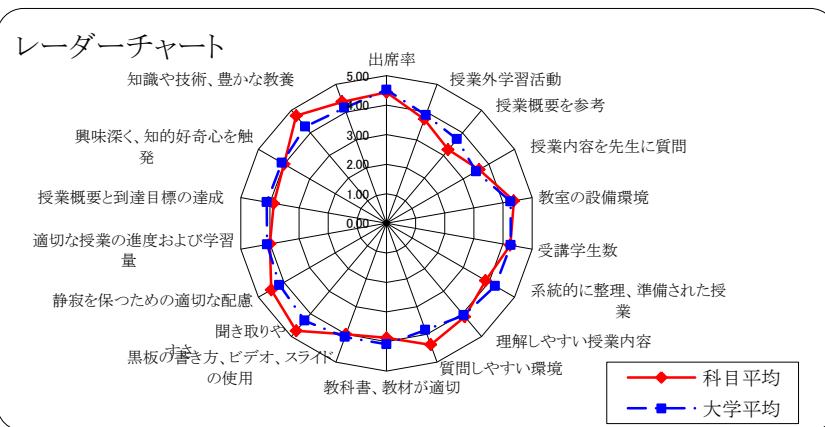 レーダーチャート
出席率
授業外学習活動
授業概要を参考
授業内容を先生に質問
教室の設備環境
受講学生数
系統的に整理、準備された授
業
理解しやすい授業内容
質問しやすい環境
教科書、教材が適切
黒板の書き方、ビデオ、スライド
の使用
聞き取りや
すさ
静寂を保つための適切な配慮
適切な授業の進度および学習
量
授業概要と到達目標の達成
興味深く、知的好奇心を触
発
知識や技術、豊かな教養
5.00
4.00
3.00
2.00
1.00
0.00
科目平均
大学平均